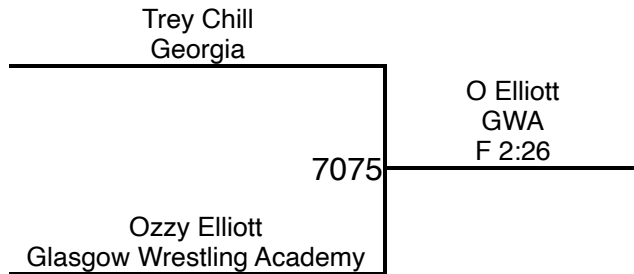 Trey Chill
Georgia
O Elliott
GWA
F 2:26
7075
Ozzy Elliott
Glasgow Wrestling Academy